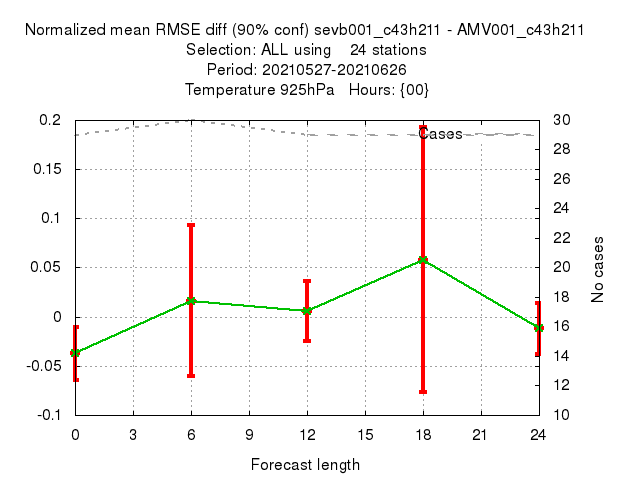 Normalized mean RMSE diff (90% conf) sevb001_c43h211 - AMV001_c43h211
Selection: ALL using    24 stations
Period: 20210527-20210626
Temperature 925hPa   Hours: {00}
Cases
0.2
0.15
0.1
0.05
0
-0.05
-0.1
30
28
26
24
22
20
18
16
14
12
10
No cases
0 3 6 9 12 15 18 21 24
Forecast length